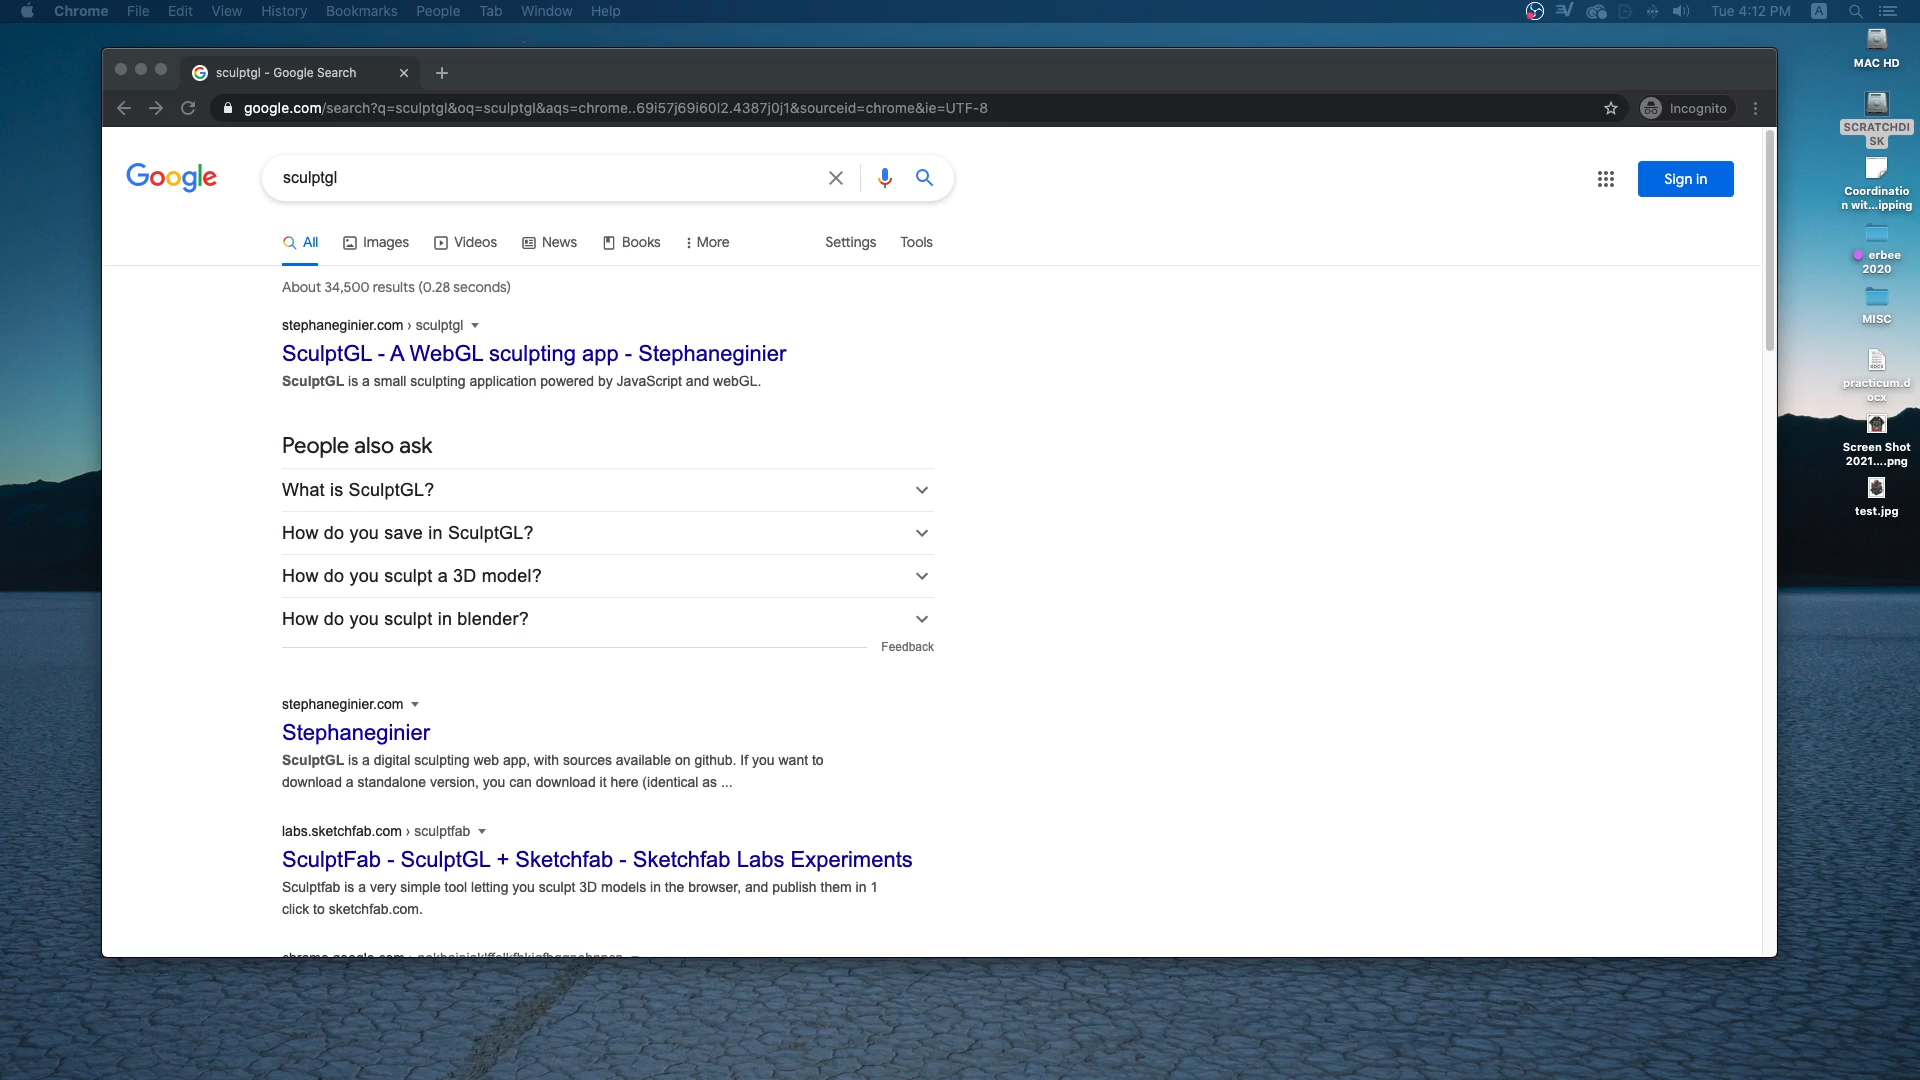 Chrome File Edit View History Bookmarks People Tab Window Help
Tue 4:12 PM A
sculptgl - Google Search
google.com/search?q=sculptgl&oq=sculptgl&aqs=chrome..69i57j69i60l2.4387j0j1&sourceid=chrome&ie=UTF-8
Incognito
Google
sculptgl
Sign in
All Images Videos News Books More Settings Tools
About 34,500 results (0.28 seconds)
stephaneginier.com › sculptgl
SculptGL - A WebGL sculpting app - Stephaneginier
SculptGL is a small sculpting application powered by JavaScript and webGL.
People also ask
What is SculptGL?
How do you save in SculptGL?
How do you sculpt a 3D model?
How do you sculpt in blender?
Feedback
stephaneginier.com
Stephaneginier
SculptGL is a digital sculpting web app, with sources available on github. If you want to
download a standalone version, you can download it here (identical as ...
labs.sketchfab.com › sculptfab
SculptFab - SculptGL + Sketchfab - Sketchfab Labs Experiments
Sculptfab is a very simple tool letting you sculpt 3D models in the browser, and publish them in 1
click to sketchfab.com.
MAC HD
SCRATCHDI
SK
Coordinatio
n wit...ipping
erbee
2020
MISC
practicum.d
ocx
Screen Shot
2021....png
test.jpg